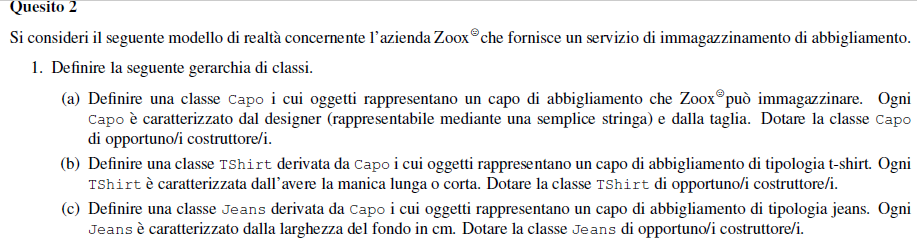 Quesito 2
Si consideri il seguente modello di realtà concernente l'azienda Zoox☺che fornisce un servizio di immagazzinamento di abbigliamento.
1. Definire la seguente gerarchia di classi.
(a) Definire una classe Capo i cui oggetti rappresentano un capo di abbigliamento che Zoox☺può immagazzinare. Ogni
Capo è caratterizzato dal designer (rappresentabile mediante una semplice stringa) e dalla taglia. Dotare la classe Capo
di opportuno/i costruttore/i.
(b) Definire una classe TShirt derivata da Capo i cui oggetti rappresentano un capo di abbigliamento di tipologia t-shirt. Ogni
TShirt è caratterizzata dall'avere la manica lunga o corta. Dotare la classe TShirt di opportuno/i costruttore/i.
(c) Definire una classe Jeans derivata da Capo i cui oggetti rappresentano un capo di abbigliamento di tipologia jeans. Ogni
Jeans è caratterizzato dalla larghezza del fondo in cm. Dotare la classe Jeans di opportuno/i costruttore/i.